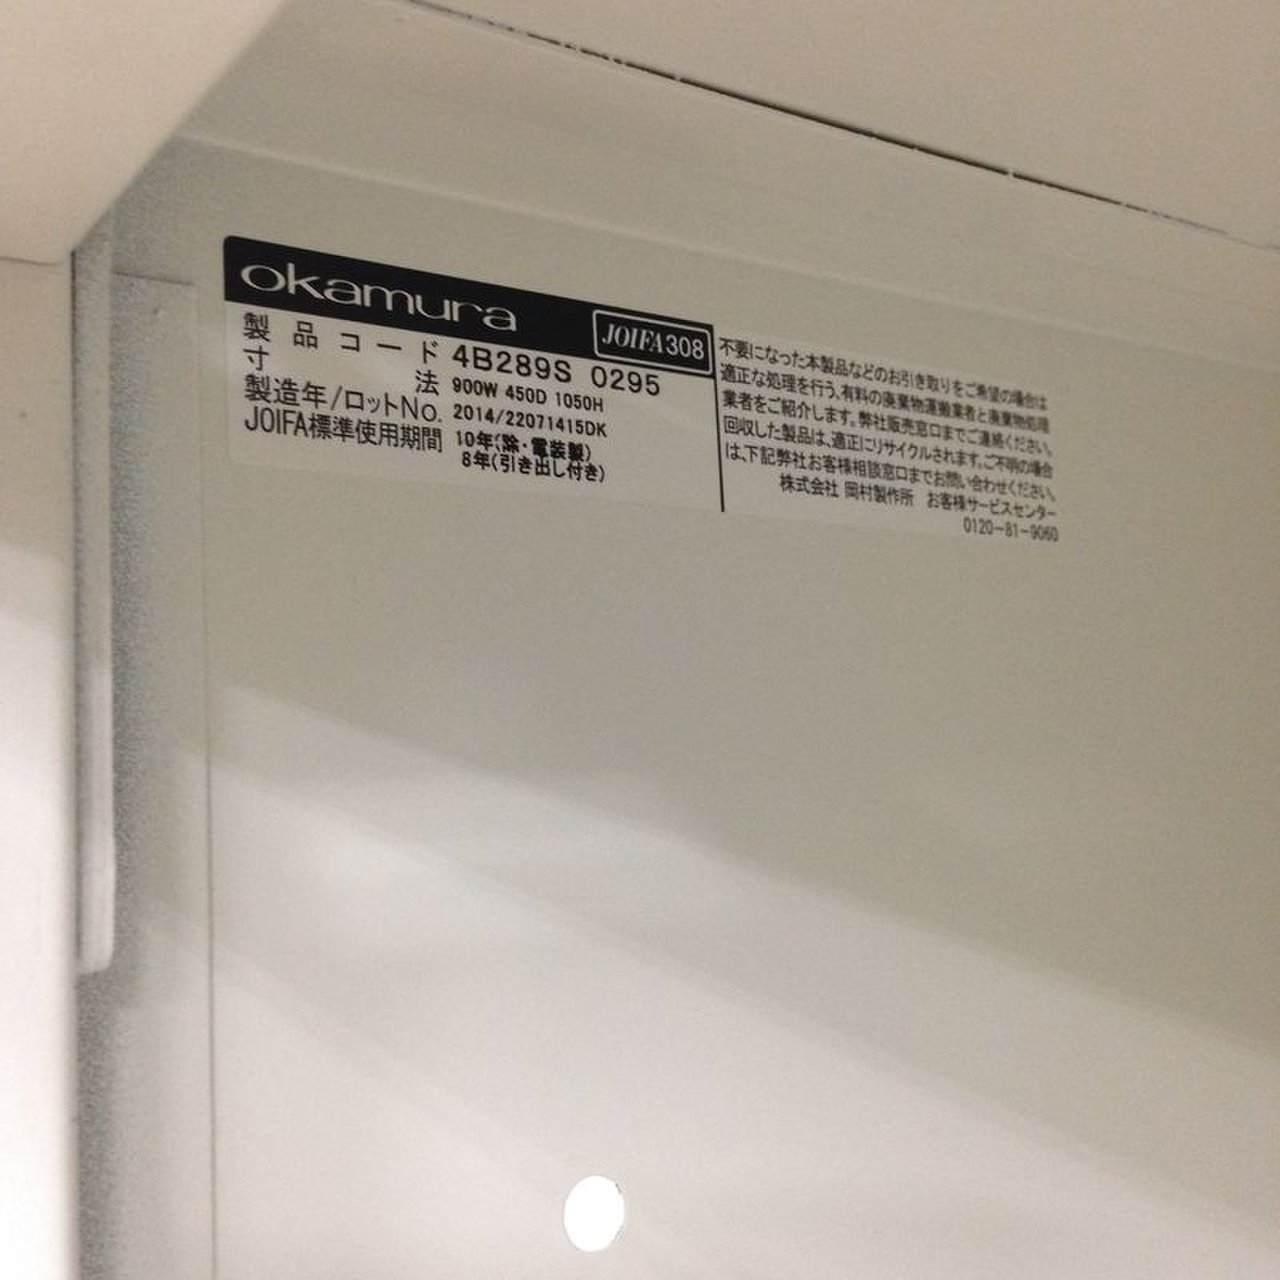 okamura
JOIFA308
製品コード 4B289S 0295
寸法 900W 450D 1050H
製造年/ロットNo. 2014/22071415DK
JOIFA標準使用期間 10年(除・電装製)
8年(引き出し付き)
不要になった本製品などのお引き取りをご希望の場合は
適正な処理を行う、有料の廃棄物運搬業者と廃棄物処理
業者をご紹介します。弊社販売窓口までご連絡ください。
回収した製品は、適正にリサイクルされます。ご不明の場合
は、下記弊社お客様相談窓口までお問い合わせください。
株式会社 岡村製作所 お客様サービスセンター
0120-81-9060